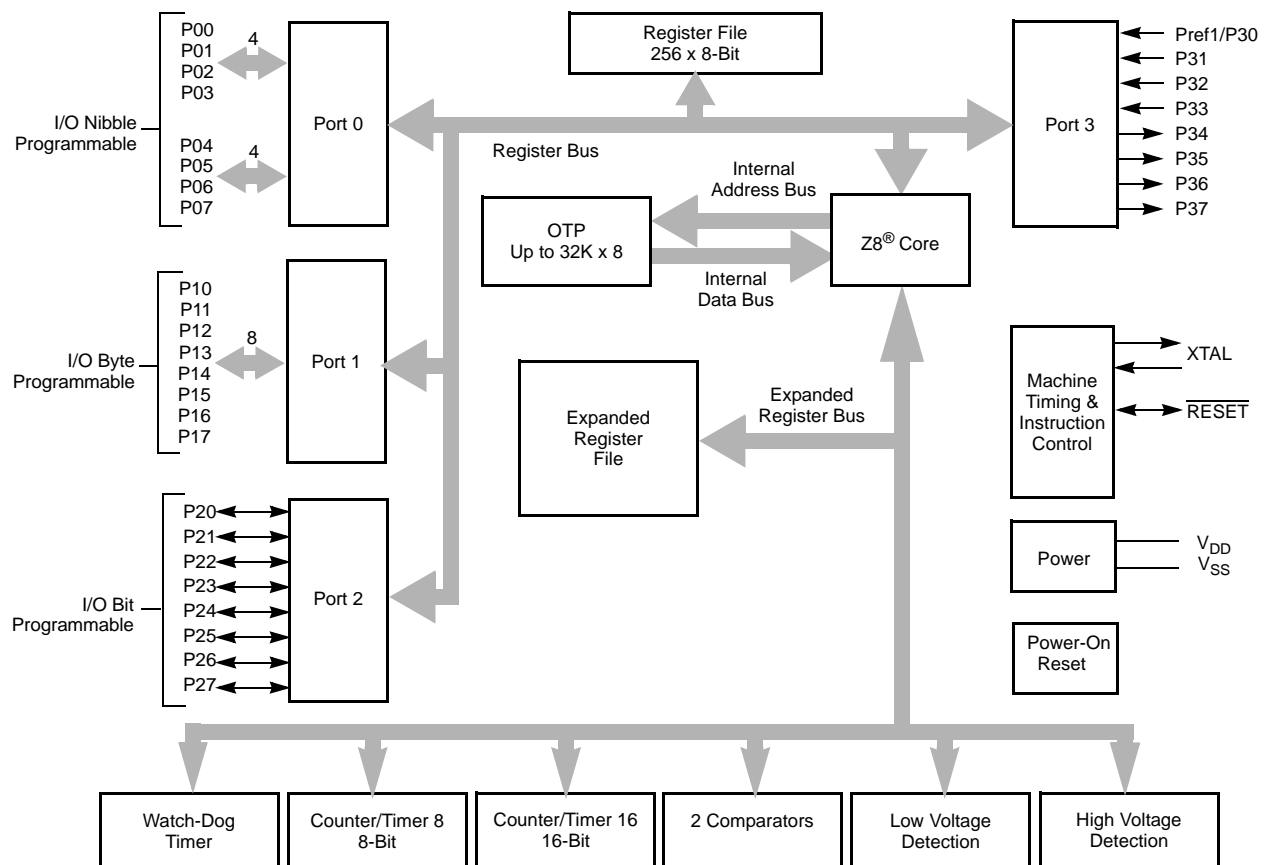 P00
P01
P02
P03
4
I/O Nibble
Programmable
P04
P05
P06
P07
4
Port 0
Register File
256 x 8-Bit
Register Bus
Port 3
Pref1/P30
P31
P32
P33
P34
P35
P36
P37
Internal
Address Bus
OTP
Up to 32K x 8
Z8® Core
Internal
Data Bus
P10
P11
P12
P13
P14
P15
P16
P17
8
I/O Byte
Programmable
Port 1
Expanded
Register
File
Expanded
Register Bus
Machine
Timing &
Instruction
Control
XTAL
RESET
P20
P21
P22
P23
P24
P25
P26
P27
I/O Bit
Programmable
Port 2
Power
VDD
VSS
Power-On
Reset
Watch-Dog
Timer
Counter/Timer 8
8-Bit
Counter/Timer 16
16-Bit
2 Comparators
Low Voltage
Detection
High Voltage
Detection